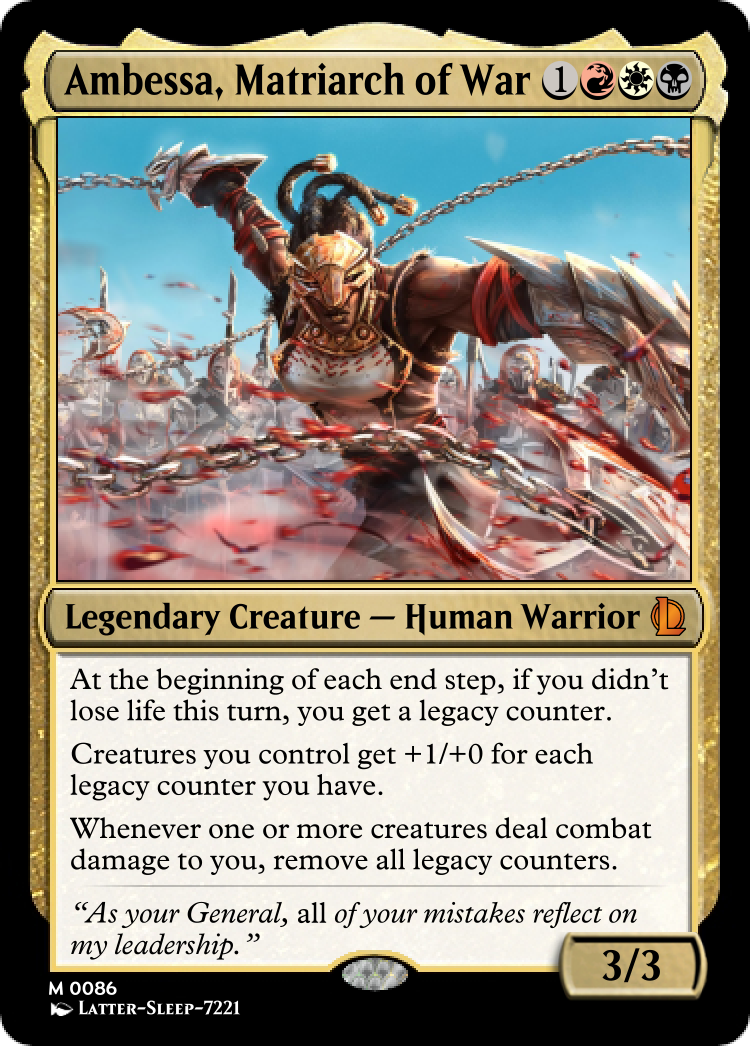 Ambessa, Matriarch of War 1
Legendary Creature — Human Warrior
At the beginning of each end step, if you didn't
lose life this turn, you get a legacy counter.
Creatures you control get +1/+0 for each
legacy counter you have.
Whenever one or more creatures deal combat
damage to you, remove all legacy counters.
"As your General, all of your mistakes reflect on
my leadership."
3/3
M 0086
Latter-Sleep-7221